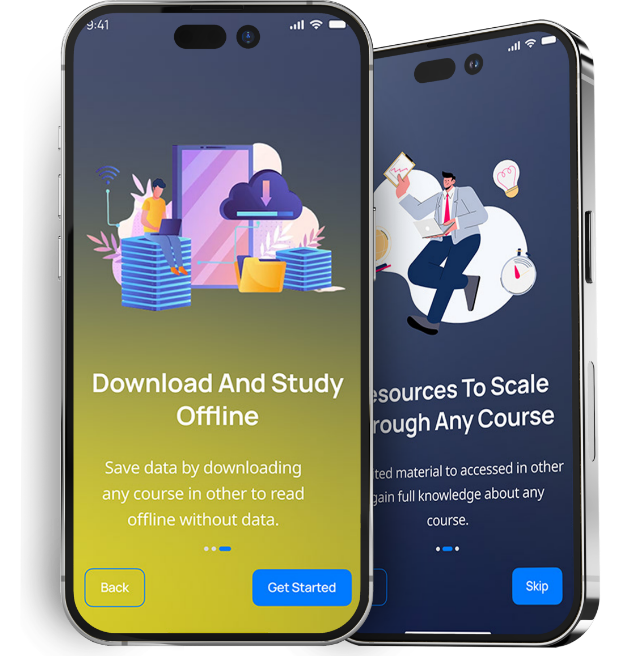 9:41
Download And Study
Offline
Save data by downloading
any course in other to read
offline without data.
Back
Get Started
esources To Scale
rough Any Course
ted material to accessed in other
gain full knowledge about any
course.
Skip